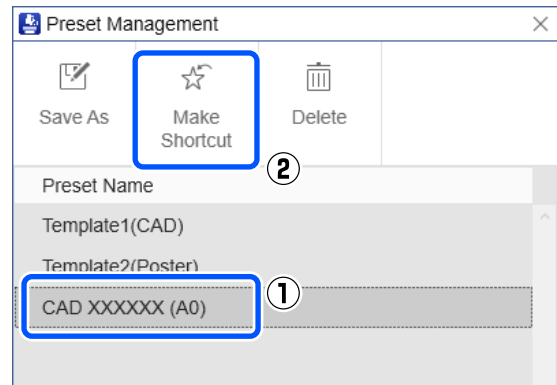 Preset Management
Save As
Make
Shortcut
Delete
②
Preset Name
Template1(CAD)
Template2(Poster)
CAD XXXXXX (A0)
①